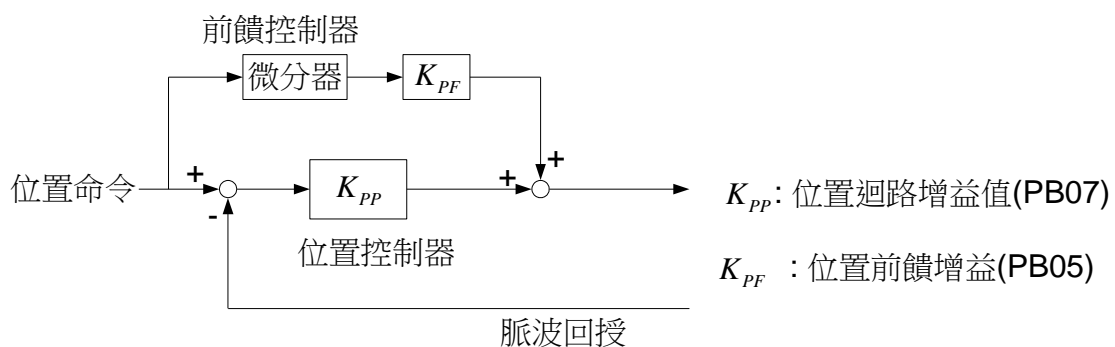 前饋控制器
微分器
K_PF
+
位置命令
+
-
K_PP
+
位置控制器
脈波回授
K_PP: 位置迴路增益值(PB07)
K_PF : 位置前饋增益(PB05)